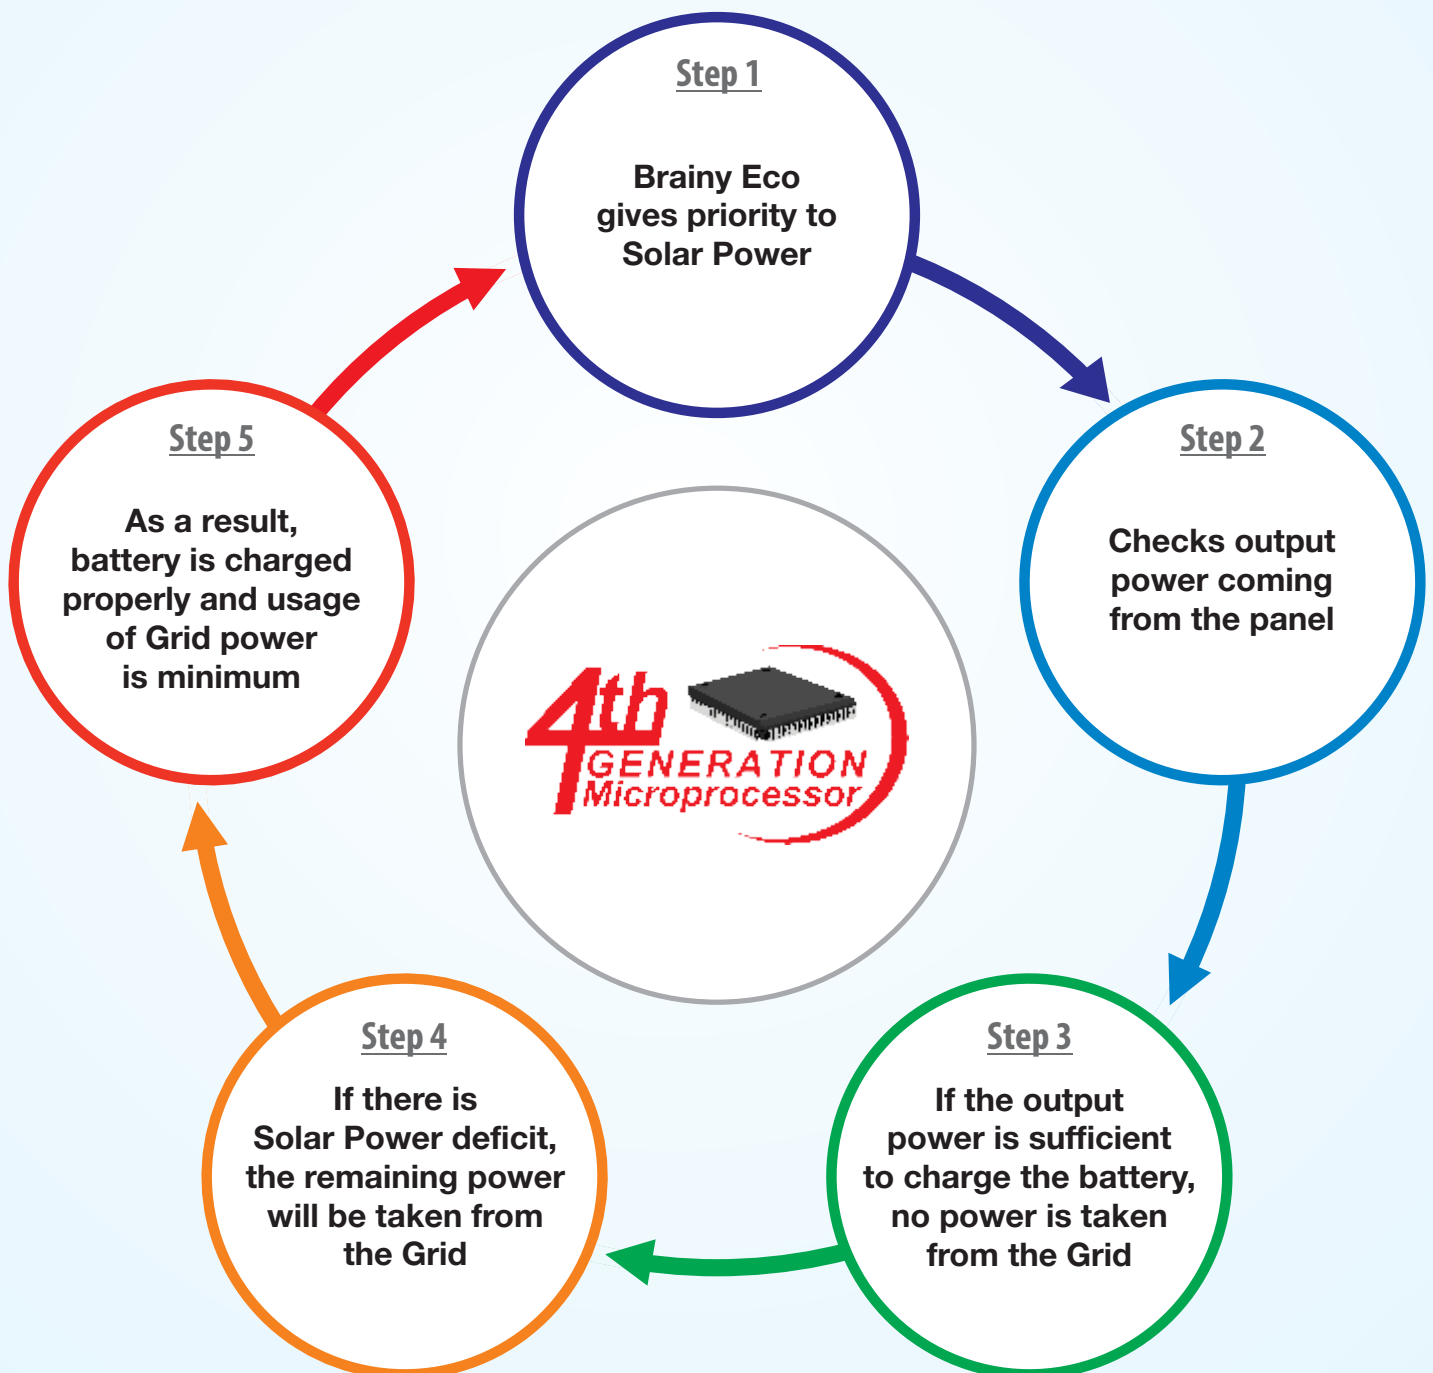 Step 1
Brainy Eco
gives priority to
Solar Power
Step 2
Checks output
power coming
from the panel
Step 3
If the output
power is sufficient
to charge the battery,
no power is taken
from the Grid
Step 4
If there is
Solar Power deficit,
the remaining power
will be taken from
the Grid
Step 5
As a result,
battery is charged
properly and usage
of Grid power
is minimum
4th
GENERATION
Microprocessor